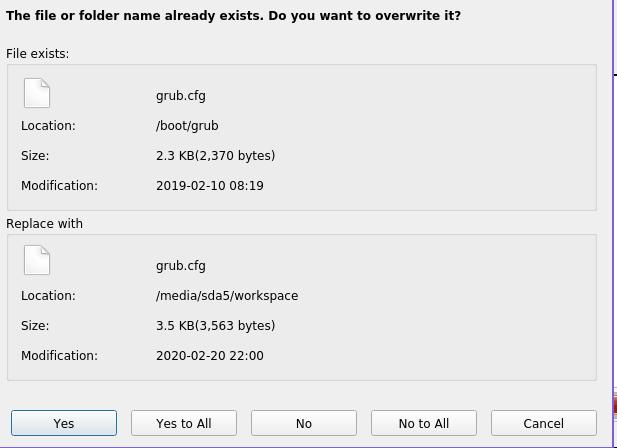 The file or folder name already exists. Do you want to overwrite it?
File exists:
grub.cfg
Location: /boot/grub
Size: 2.3 KB(2,370 bytes)
Modification: 2019-02-10 08:19
Replace with
grub.cfg
Location: /media/sda5/workspace
Size: 3.5 KB(3,563 bytes)
Modification: 2020-02-20 22:00
Yes Yes to All No No to All Cancel